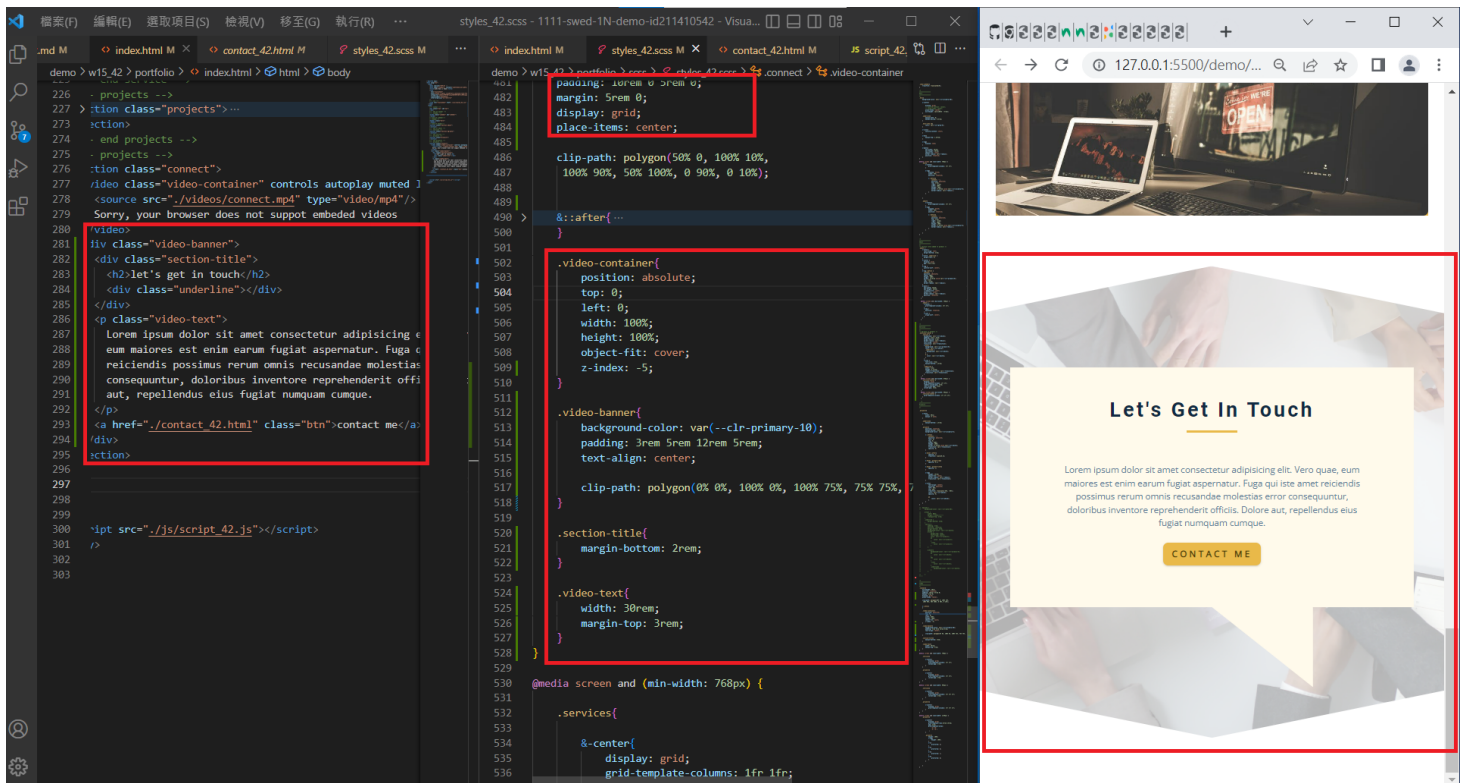 檔案(F) 編輯(E) 選取項目(S) 檢視(V) 移至(G) 執行(R) ··· styles_42.scss - 1111-swed-1N-demo-id211410542 - Visua...
.md M index.html M contact_42.html M styles_42.scss M ···
demo > w15_42 > portfolio > index.html > html > body
226 - projects -->
227 :tion class="projects">···
273 ection>
274 - end projects -->
275 - projects -->
276 :tion class="connect">
277 video class="video-container" controls autoplay muted l
278 <source src="./videos/connect.mp4" type="video/mp4"/>
279 Sorry, your browser does not suppot embeded videos
280 /video>
281 div class="video-banner">
282 <div class="section-title">
283 <h2>let's get in touch</h2>
284 <div class="underline"></div>
285 </div>
286 <p class="video-text">
287 Lorem ipsum dolor sit amet consectetur adipisicing e
288 eum maiores est enim earum fugiat aspernatur. Fuga q
289 reiciendis possimus rerum omnis recusandae molestias
290 consequuntur, doloribus inventore reprehenderit offi
291 aut, repellendus eius fugiat numquam cumque.
292 </p>
293 <a href="./contact_42.html" class="btn">contact me</a>
294 /div>
295 ection>
296
297
298
299
300 ript src="./js/script_42.js"></script>
301 />
302
303
index.html M styles_42.scss M contact_42.html M JS script_42.
demo > w15_42 > portfolio > scss > styles_42.scss > .connect > .video-container
481 padding: 10rem 0 5rem 0;
482 margin: 5rem 0;
483 display: grid;
484 place-items: center;
485
486 clip-path: polygon(50% 0, 100% 10%,
487 100% 90%, 50% 100%, 0 90%, 0 10%);
488
489
490 &::after{···
500 }
501
502 .video-container{
503 position: absolute;
504 top: 0;
505 left: 0;
506 width: 100%;
507 height: 100%;
508 object-fit: cover;
509 z-index: -5;
510 }
511
512 .video-banner{
513 background-color: var(--clr-primary-10);
514 padding: 3rem 5rem 12rem 5rem;
515 text-align: center;
516
517 clip-path: polygon(0% 0%, 100% 0%, 100% 75%, 75% 75%, 7
518 }
519
520 .section-title{
521 margin-bottom: 2rem;
522 }
523
524 .video-text{
525 width: 30rem;
526 margin-top: 3rem;
527 }
528 }
529
530 @media screen and (min-width: 768px) {
531
532 .services{
533
534 &-center{
535 display: grid;
536 grid-template-columns: 1fr 1fr;
127.0.0.1:5500/demo/...
WE'RE
OPEN
Let's Get In Touch
Lorem ipsum dolor sit amet consectetur adipisicing elit. Vero quae, eum
maiores est enim earum fugiat aspernatur. Fuga qui iste amet reiciendis
possimus rerum omnis recusandae molestias error consequuntur,
doloribus inventore reprehenderit officiis. Dolore aut, repellendus eius
fugiat numquam cumque.
CONTACT ME